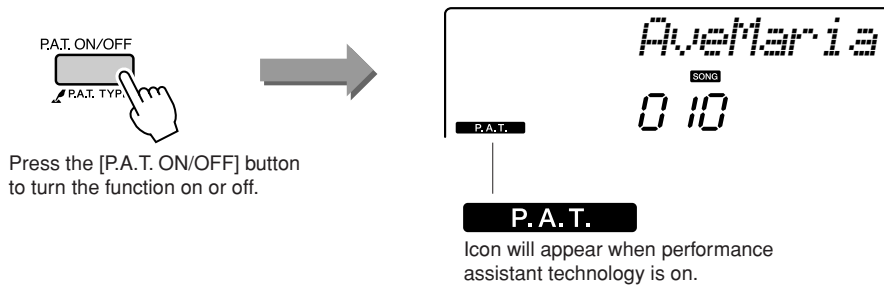 P.A.T. ON/OFF
P.A.T. TYPE
Press the [P.A.T. ON/OFF] button
to turn the function on or off.
AveMaria
SONG
010
P.A.T.
P.A.T.
Icon will appear when performance
assistant technology is on.